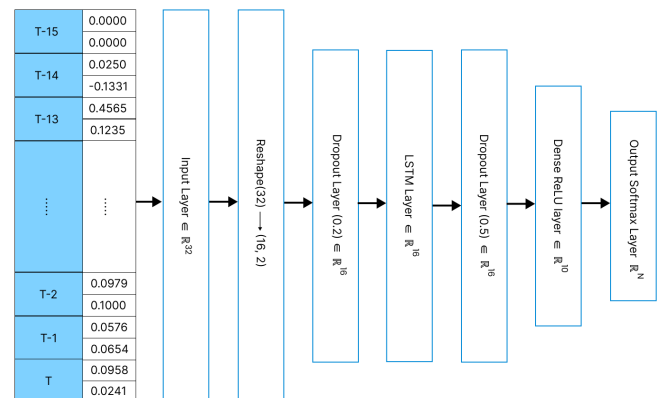 T-15
0.0000
0.0000
T-14
0.0250
-0.1331
T-13
0.4565
0.1235
......
......
T-2
0.0979
0.1000
T-1
0.0576
0.0654
T
0.0958
0.0241
Input Layer ∈ ℝ³²
Reshape(32) ⟶ (16, 2)
Dropout Layer (0.2) ∈ ℝ¹⁶
LSTM Layer ∈ ℝ¹⁶
Dropout Layer (0.5) ∈ ℝ¹⁶
Dense ReLU layer ∈ ℝ¹⁰
Output Softmax Layer ℝᴺ